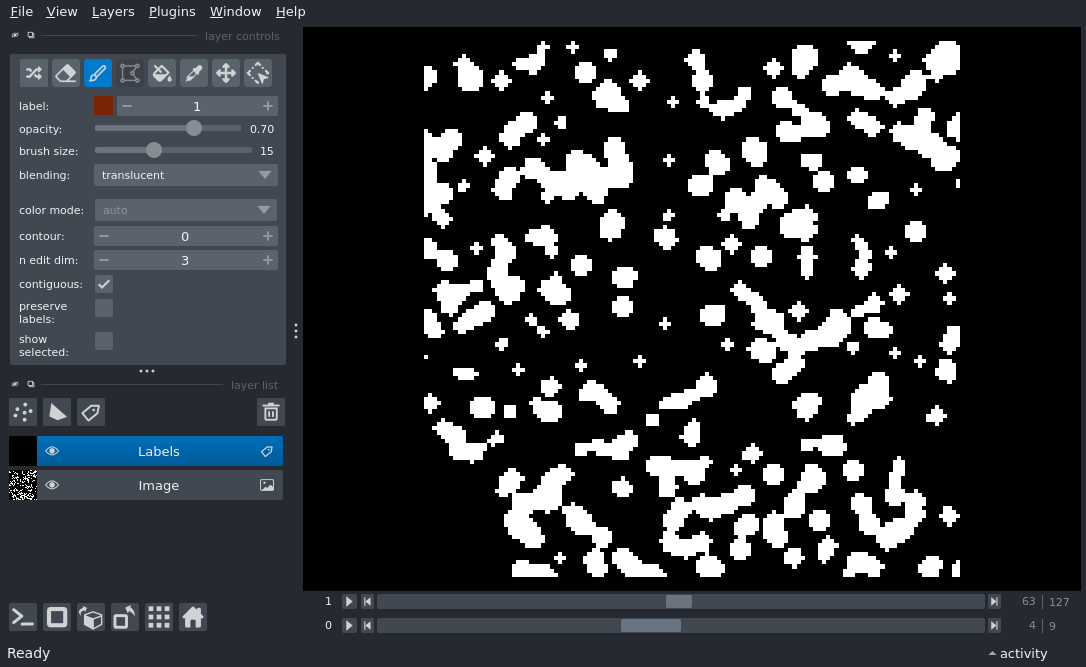 File View Layers Plugins Window Help
layer controls
label: 1
opacity: 0.70
brush size: 15
blending: translucent
color mode: auto
contour: 0
n edit dim: 3
contiguous:
preserve
labels:
show
selected:
layer list
Labels
Image
1 63 127
0 4 9
Ready activity